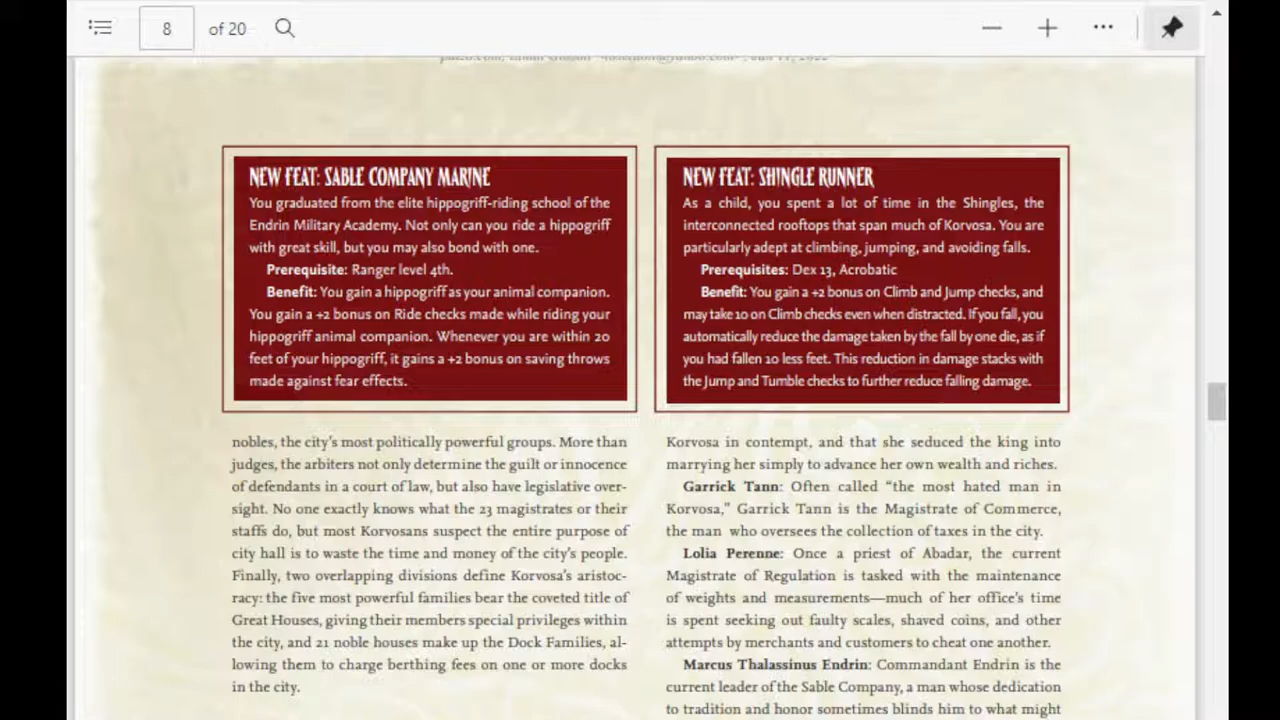 8 of 20
NEW FEAT: SABLE COMPANY MARINE
You graduated from the elite hippogriff-riding school of the
Endrin Military Academy. Not only can you ride a hippogriff
with great skill, but you may also bond with one.
Prerequisite: Ranger level 4th.
Benefit: You gain a hippogriff as your animal companion.
You gain a +2 bonus on Ride checks made while riding your
hippogriff animal companion. Whenever you are within 20
feet of your hippogriff, it gains a +2 bonus on saving throws
made against fear effects.
nobles, the city's most politically powerful groups. More than
judges, the arbiters not only determine the guilt or innocence
of defendants in a court of law, but also have legislative over-
sight. No one exactly knows what the 23 magistrates or their
staffs do, but most Korvosans suspect the entire purpose of
city hall is to waste the time and money of the city's people.
Finally, two overlapping divisions define Korvosa's aristoc-
racy: the five most powerful families bear the coveted title of
Great Houses, giving their members special privileges within
the city, and 21 noble houses make up the Dock Families, al-
lowing them to charge berthing fees on one or more docks
in the city.
NEW FEAT: SHINGLE RUNNER
As a child, you spent a lot of time in the Shingles, the
interconnected rooftops that span much of Korvosa. You are
particularly adept at climbing, jumping, and avoiding falls.
Prerequisites: Dex 13, Acrobatic
Benefit: You gain a +2 bonus on Climb and Jump checks, and
may take 10 on Climb checks even when distracted. If you fall, you
automatically reduce the damage taken by the fall by one die, as if
you had fallen 10 less feet. This reduction in damage stacks with
the Jump and Tumble checks to further reduce falling damage.
Korvosa in contempt, and that she seduced the king into
marrying her simply to advance her own wealth and riches.
Garrick Tann: Often called “the most hated man in
Korvosa,” Garrick Tann is the Magistrate of Commerce,
the man who oversees the collection of taxes in the city.
Lolia Perenne: Once a priest of Abadar, the current
Magistrate of Regulation is tasked with the maintenance
of weights and measurements—much of her office's time
is spent seeking out faulty scales, shaved coins, and other
attempts by merchants and customers to cheat one another.
Marcus Thalassinus Endrin: Commandant Endrin is the
current leader of the Sable Company, a man whose dedication
to tradition and honor sometimes blinds him to what might